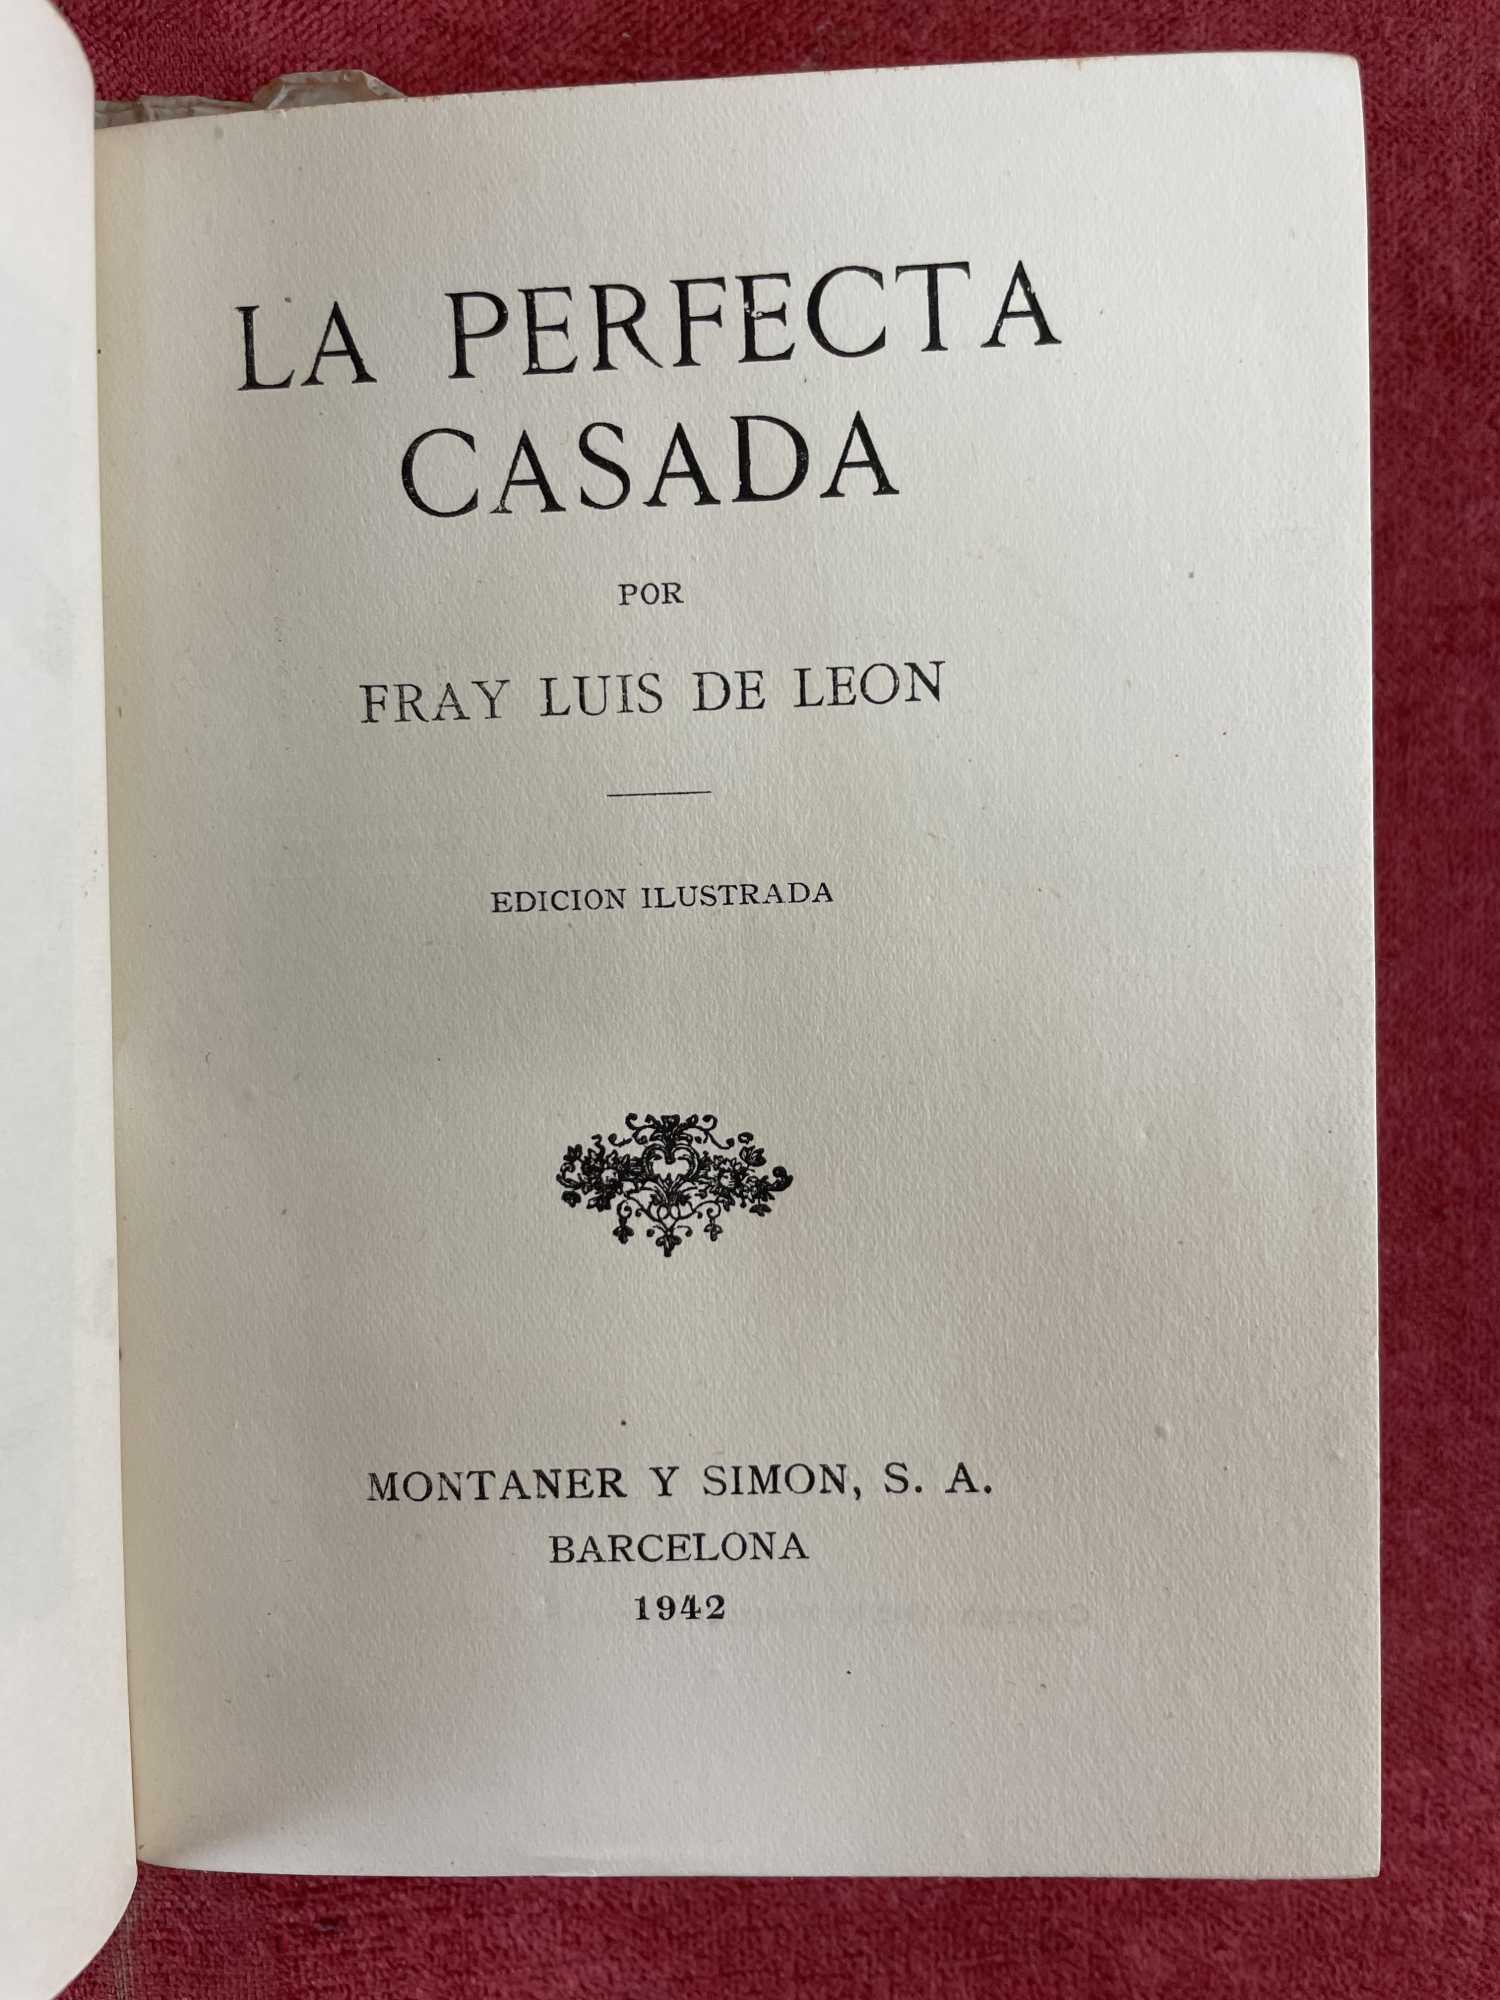 LA PERFECTA
CASADA
POR
FRAY LUIS DE LEON
EDICION ILUSTRADA
MONTANER Y SIMON, S. A.
BARCELONA
1942